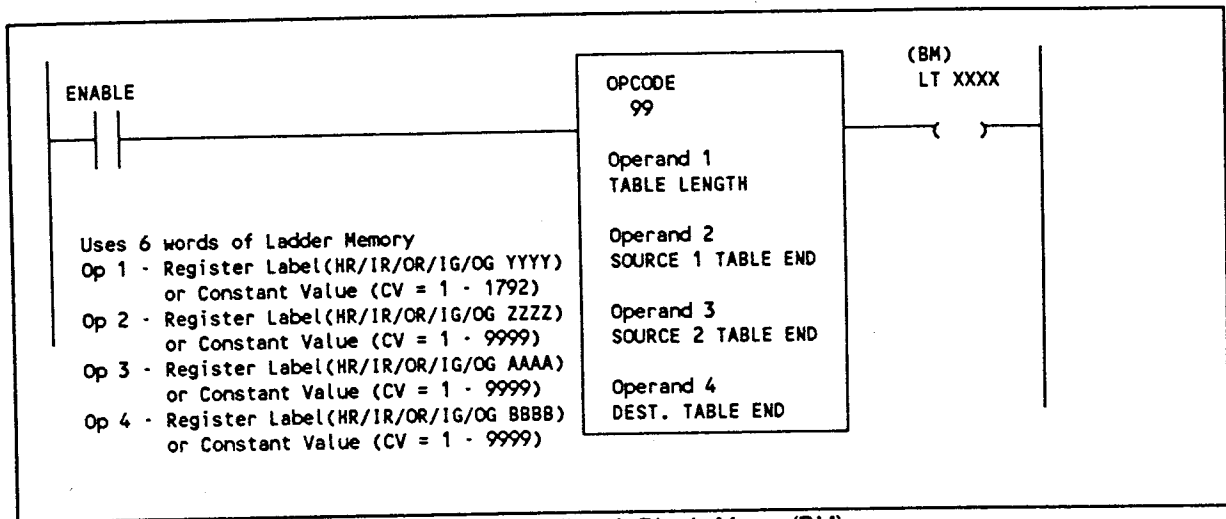 (BM)
LT XXXX
ENABLE
OPCODE
99
Operand 1
TABLE LENGTH
Operand 2
SOURCE 1 TABLE END
Operand 3
SOURCE 2 TABLE END
Operand 4
DEST. TABLE END
Uses 6 words of Ladder Memory
Op 1 - Register Label(HR/IR/OR/IG/OG YYYY)
or Constant Value (CV = 1 - 1792)
Op 2 - Register Label(HR/IR/OR/IG/OG ZZZZ)
or Constant Value (CV = 1 - 9999)
Op 3 - Register Label(HR/IR/OR/IG/OG AAAA)
or Constant Value (CV = 1 - 9999)
Op 4 - Register Label(HR/IR/OR/IG/OG BBBB)
or Constant Value (CV = 1 - 9999)
(BM)